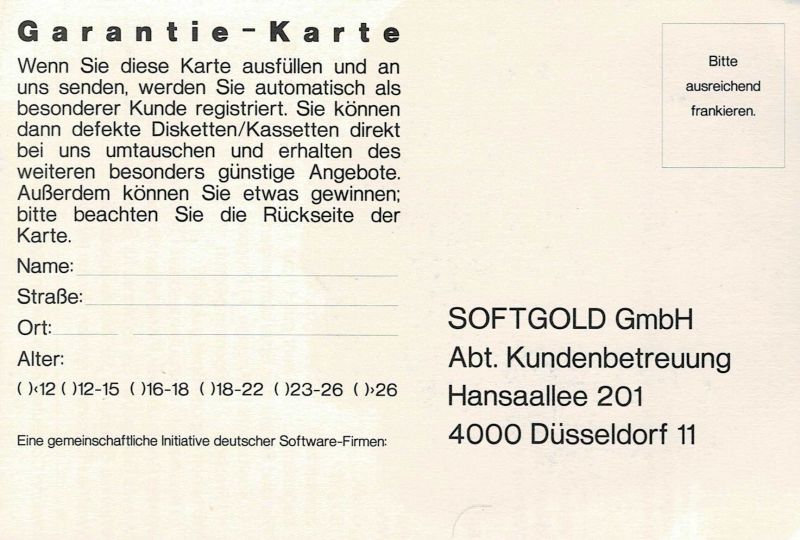 Garantie-Karte
Wenn Sie diese Karte ausfüllen und an
uns senden, werden Sie automatisch als
besonderer Kunde registriert. Sie können
dann defekte Disketten/Kassetten direkt
bei uns umtauschen und erhalten des
weiteren besonders günstige Angebote.
Außerdem können Sie etwas gewinnen;
bitte beachten Sie die Rückseite der
Karte.
Name:
Straße:
Ort:
Alter:
( )‹12 ( )12-15 ( )16-18 ( )18-22 ( )23-26 ( )›26
Eine gemeinschaftliche Initiative deutscher Software-Firmen:
Bitte
ausreichend
frankieren.
SOFTGOLD GmbH
Abt. Kundenbetreuung
Hansaallee 201
4000 Düsseldorf 11